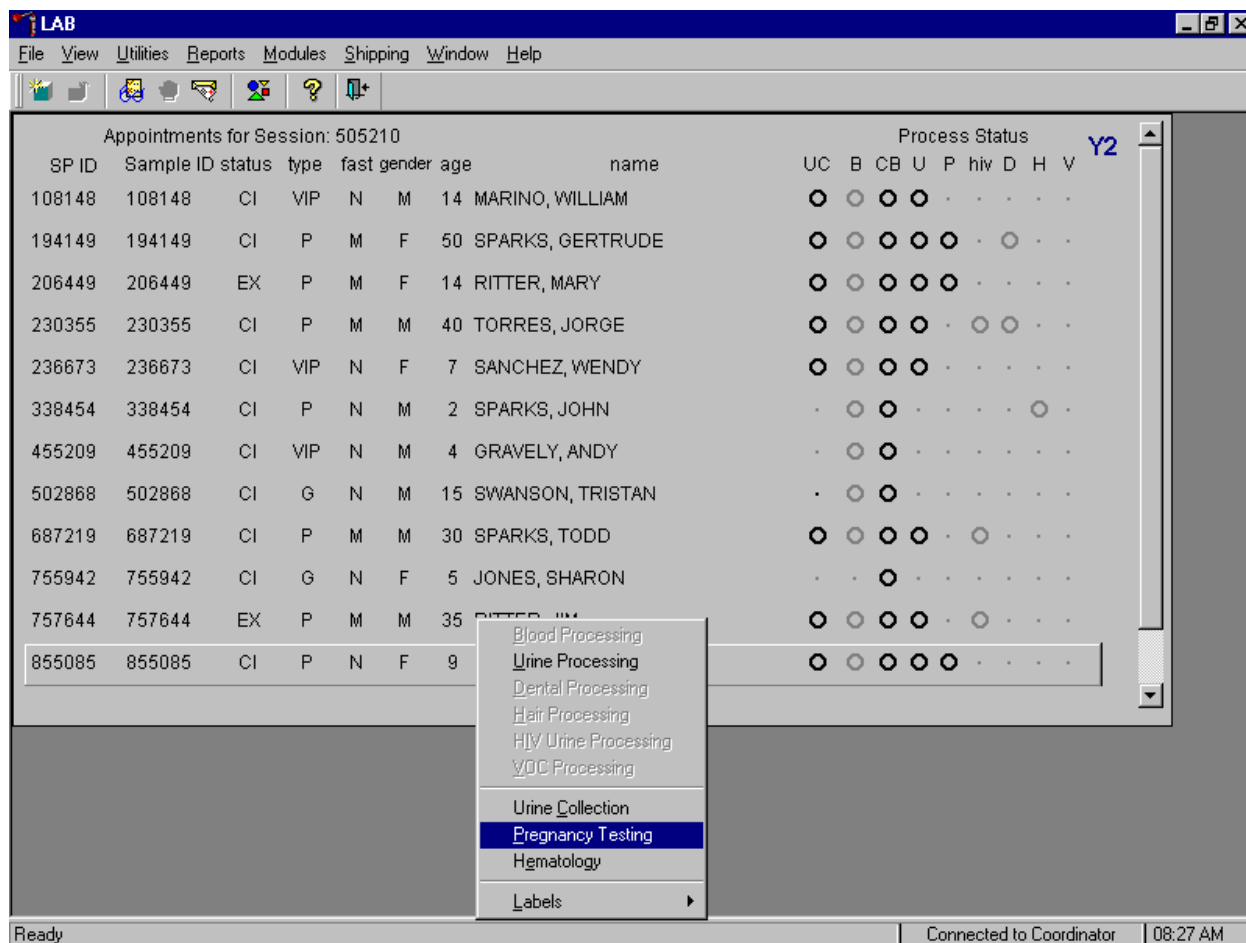 LAB
File View Utilities Reports Modules Shipping Window Help
Appointments for Session: 505210 Process Status Y2
SP ID Sample ID status type fast gender age name UC B CB U P hiv D H V
108148 108148 CI VIP N M 14 MARINO, WILLIAM
194149 194149 CI P M F 50 SPARKS, GERTRUDE
206449 206449 EX P M F 14 RITTER, MARY
230355 230355 CI P M M 40 TORRES, JORGE
236673 236673 CI VIP N F 7 SANCHEZ, WENDY
338454 338454 CI P N M 2 SPARKS, JOHN
455209 455209 CI VIP N M 4 GRAVELY, ANDY
502868 502868 CI G N M 15 SWANSON, TRISTAN
687219 687219 CI P M M 30 SPARKS, TODD
755942 755942 CI G N F 5 JONES, SHARON
757644 757644 EX P M M 35
855085 855085 CI P N F 9
Blood Processing
Urine Processing
Dental Processing
Hair Processing
HIV Urine Processing
VOC Processing
Urine Collection
Pregnancy Testing
Hematology
Labels
Ready Connected to Coordinator 08:27 AM